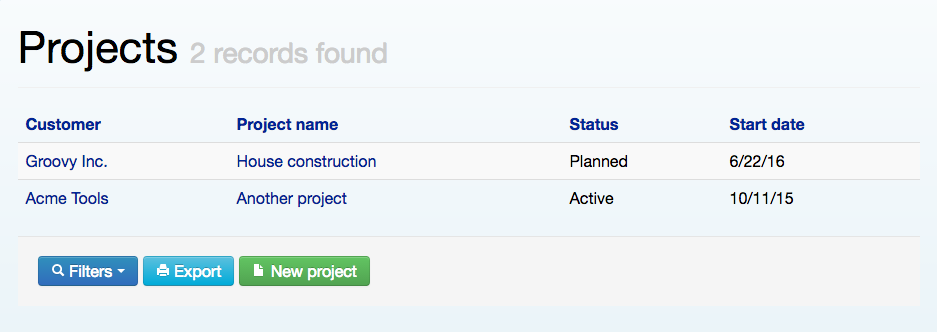 Projects 2 records found
Customer Project name Status Start date
Groovy Inc. House construction Planned 6/22/16
Acme Tools Another project Active 10/11/15
Filters Export New project